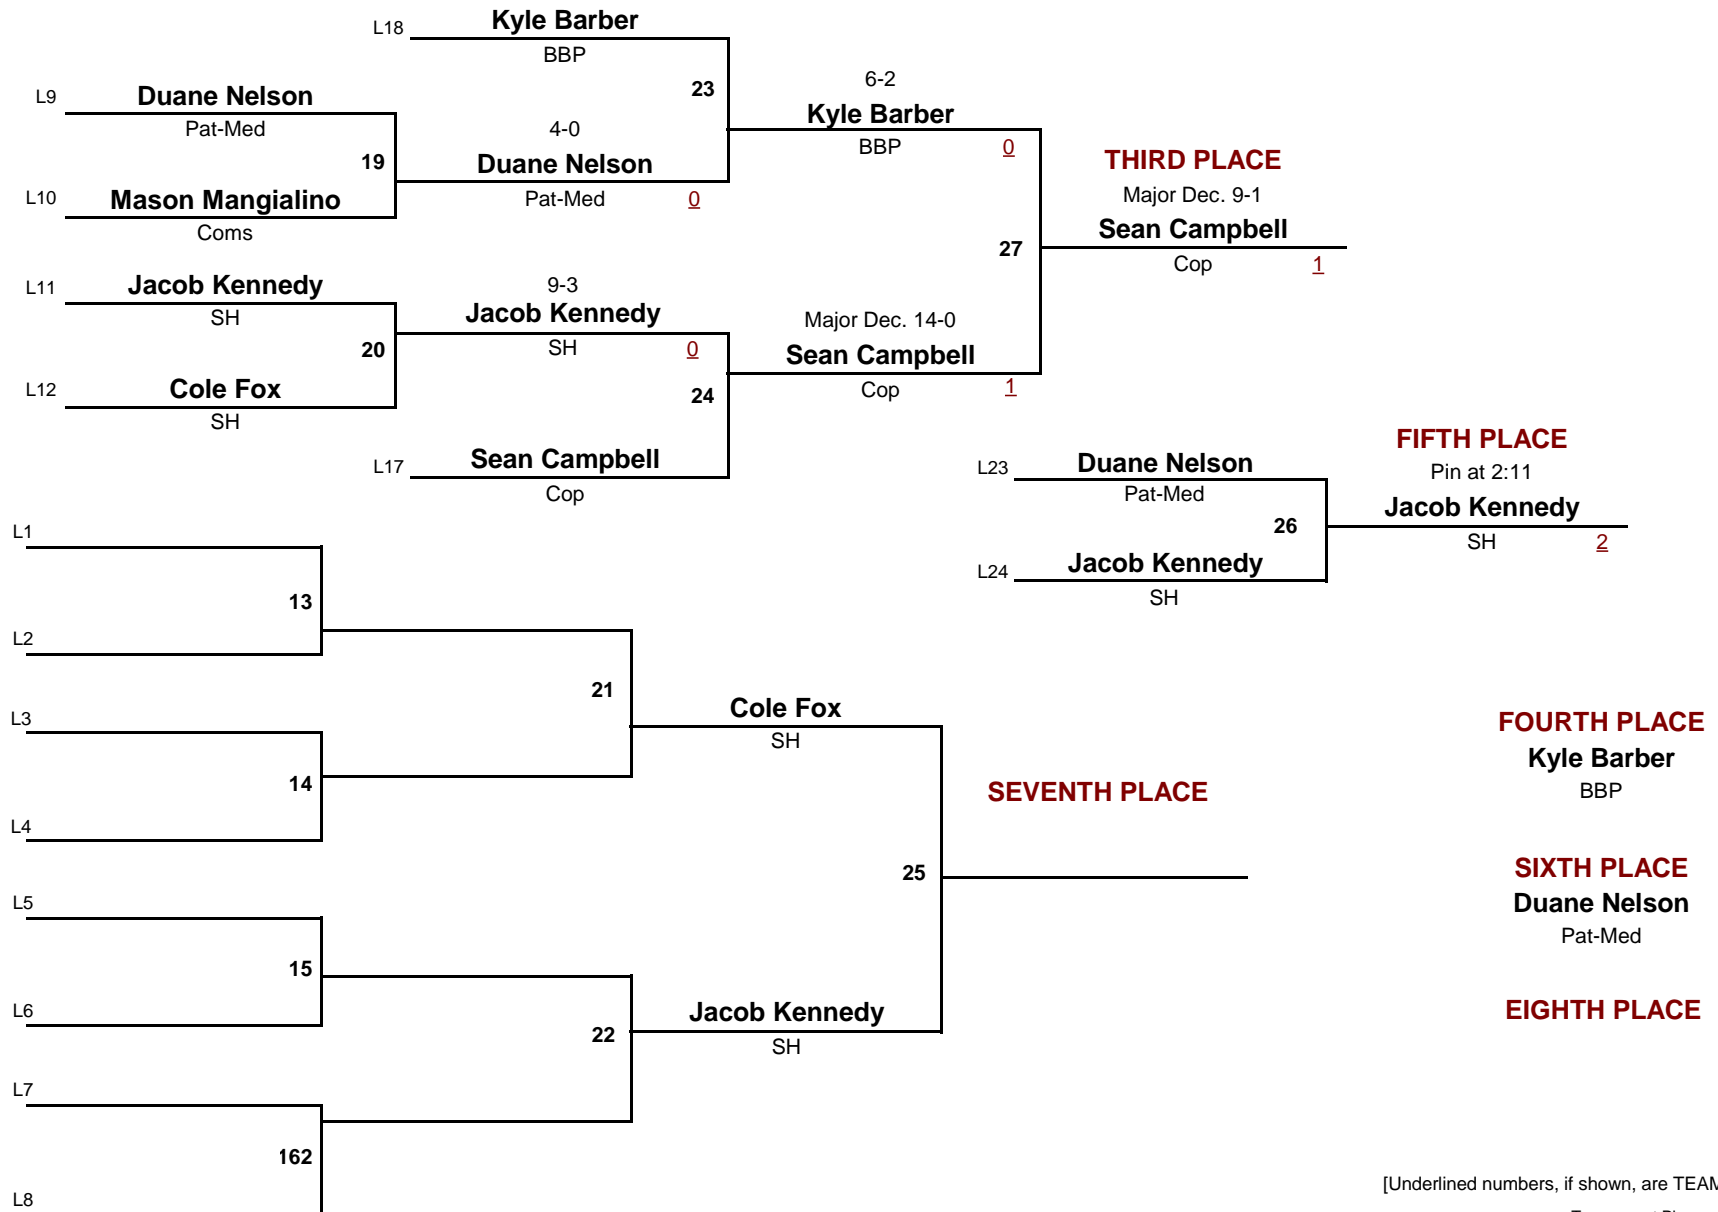 L18 Kyle Barber
BBP
23
L9 Duane Nelson
Pat-Med
19
4-0
Duane Nelson
Pat-Med 0
L10 Mason Mangialino
Coms
6-2
Kyle Barber
BBP 0
THIRD PLACE
Major Dec. 9-1
Sean Campbell
Cop 1
27
L11 Jacob Kennedy
SH
20
9-3
Jacob Kennedy
SH 0
L12 Cole Fox
SH
24
Major Dec. 14-0
Sean Campbell
Cop 1
L17 Sean Campbell
Cop
L23 Duane Nelson
Pat-Med
26
L24 Jacob Kennedy
SH
FIFTH PLACE
Pin at 2:11
Jacob Kennedy
SH 2
L1
13
L2
21
L3
14
L4
Cole Fox
SH
SEVENTH PLACE
25
L5
15
L6
22
Jacob Kennedy
SH
L7
162
L8
FOURTH PLACE
Kyle Barber
BBP
SIXTH PLACE
Duane Nelson
Pat-Med
EIGHTH PLACE
[Underlined numbers, if shown, are TEAM